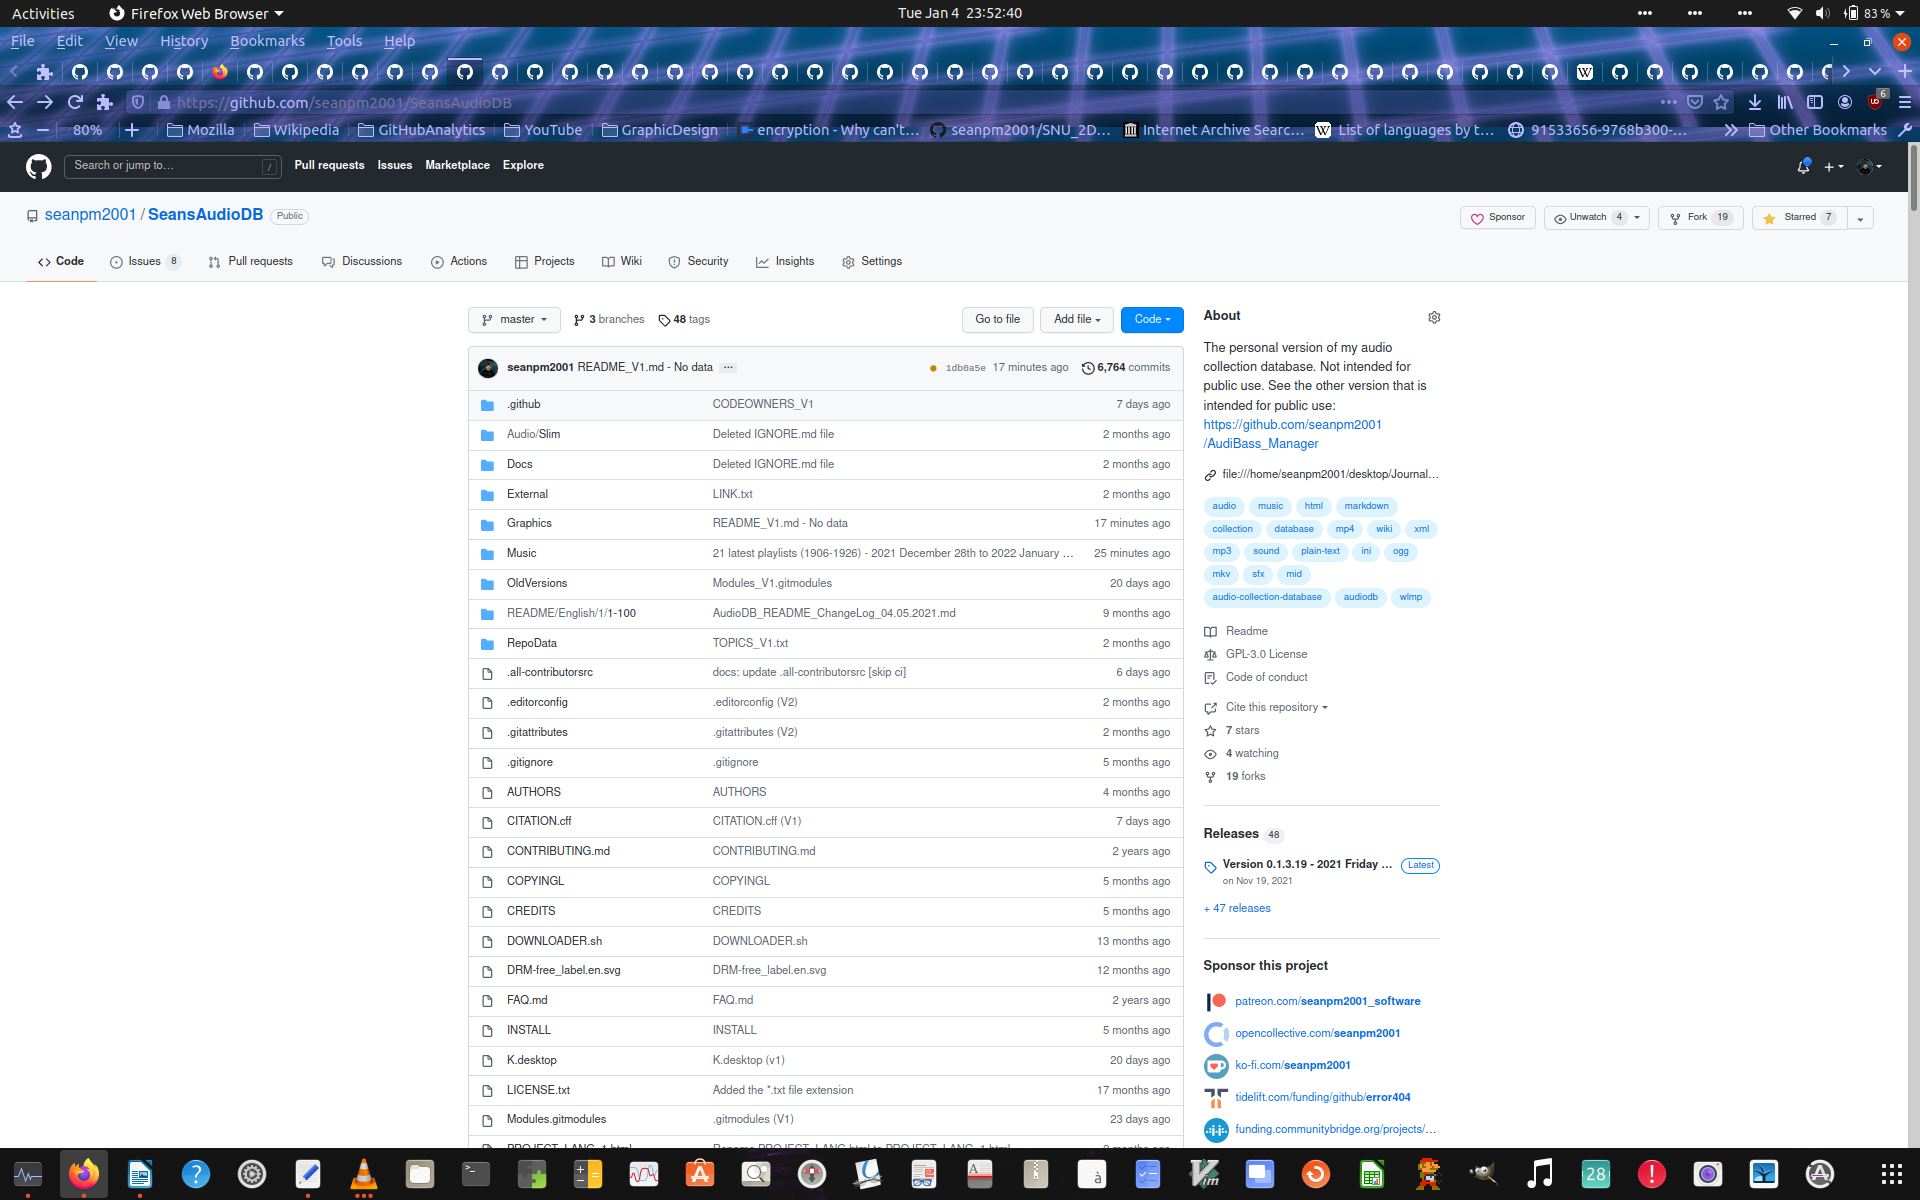 Activities
Firefox Web Browser
Tue Jan 4 23:52:40
83 %
File Edit View History Bookmarks Tools Help
https://github.com/seanpm2001/SeansAudioDB
6
80%
Mozilla
Wikipedia
GitHubAnalytics
YouTube
GraphicDesign
encryption - Why can't...
seanpm2001/SNU_2D...
Internet Archive Searc...
List of languages by t...
91533656-9768b300-...
Other Bookmarks
Search or jump to...
/
Pull requests Issues Marketplace Explore
seanpm2001 / SeansAudioDB Public
Sponsor
Unwatch 4
Fork 19
Starred 7
Code
Issues 8
Pull requests
Discussions
Actions
Projects
Wiki
Security
Insights
Settings
master
3 branches
48 tags
Go to file
Add file
Code
seanpm2001 README_V1.md - No data ...
1db0a5e 17 minutes ago
6,764 commits
.github CODEOWNERS_V1 7 days ago
Audio/Slim Deleted IGNORE.md file 2 months ago
Docs Deleted IGNORE.md file 2 months ago
External LINK.txt 2 months ago
Graphics README_V1.md - No data 17 minutes ago
Music 21 latest playlists (1906-1926) - 2021 December 28th to 2022 January ... 25 minutes ago
OldVersions Modules_V1.gitmodules 20 days ago
README/English/1/1-100 AudioDB_README_ChangeLog_04.05.2021.md 9 months ago
RepoData TOPICS_V1.txt 2 months ago
.all-contributorsrc docs: update .all-contributorsrc [skip ci] 6 days ago
.editorconfig .editorconfig (V2) 2 months ago
.gitattributes .gitattributes (V2) 2 months ago
.gitignore .gitignore 5 months ago
AUTHORS AUTHORS 4 months ago
CITATION.cff CITATION.cff (V1) 7 days ago
CONTRIBUTING.md CONTRIBUTING.md 2 years ago
COPYINGL COPYINGL 5 months ago
CREDITS CREDITS 5 months ago
DOWNLOADER.sh DOWNLOADER.sh 13 months ago
DRM-free_label.en.svg DRM-free_label.en.svg 12 months ago
FAQ.md FAQ.md 2 years ago
INSTALL INSTALL 5 months ago
K.desktop K.desktop (v1) 20 days ago
LICENSE.txt Added the *.txt file extension 17 months ago
Modules.gitmodules .gitmodules (V1) 23 days ago
About
The personal version of my audio
collection database. Not intended for
public use. See the other version that is
intended for public use:
https://github.com/seanpm2001
/AudiBass_Manager
file:///home/seanpm2001/desktop/Journal...
audio music html markdown
collection database mp4 wiki xml
mp3 sound plain-text ini ogg
mkv sfx mid
audio-collection-database audiodb wlmp
Readme
GPL-3.0 License
Code of conduct
Cite this repository
7 stars
4 watching
19 forks
Releases 48
Version 0.1.3.19 - 2021 Friday ... Latest
on Nov 19, 2021
+ 47 releases
Sponsor this project
patreon.com/seanpm2001_software
opencollective.com/seanpm2001
ko-fi.com/seanpm2001
tidelift.com/funding/github/error404
funding.communitybridge.org/projects/...
28